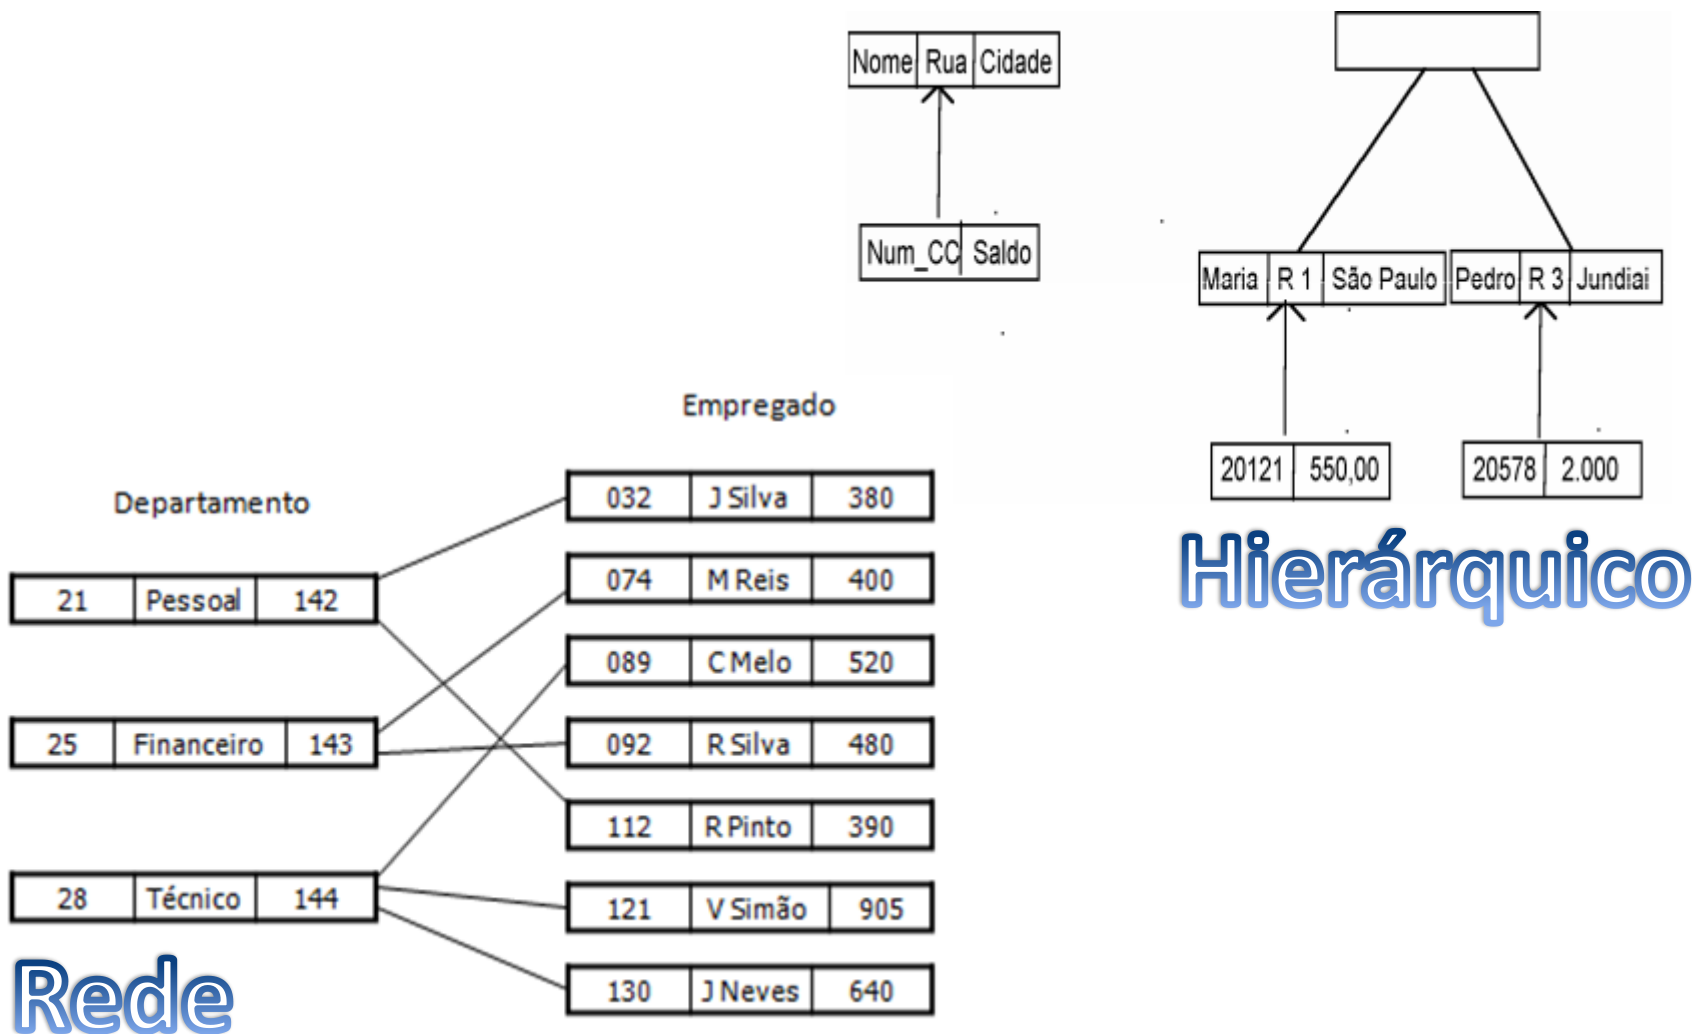 Nome Rua Cidade
Num_CC Saldo
Maria R 1 São Paulo Pedro R 3 Jundiai
20121 550,00 20578 2.000
Hierárquico
Empregado
Departamento
032 J Silva 380
074 M Reis 400
21 Pessoal 142
089 C Melo 520
25 Financeiro 143
092 R Silva 480
112 R Pinto 390
28 Técnico 144
121 V Simão 905
130 J Neves 640
Rede